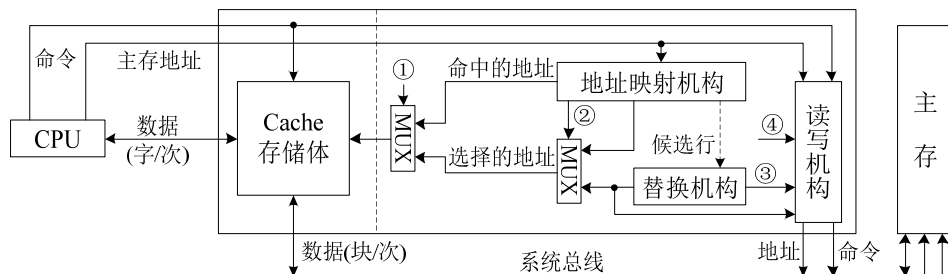 命令
主存地址
CPU
数据
(字/次)
Cache
存储体
①
MUX
命中的地址
选择的地址
地址映射机构
②
MUX
候选行
替换机构
③
④
读写机构
主存
数据(块/次)
系统总线
地址
命令